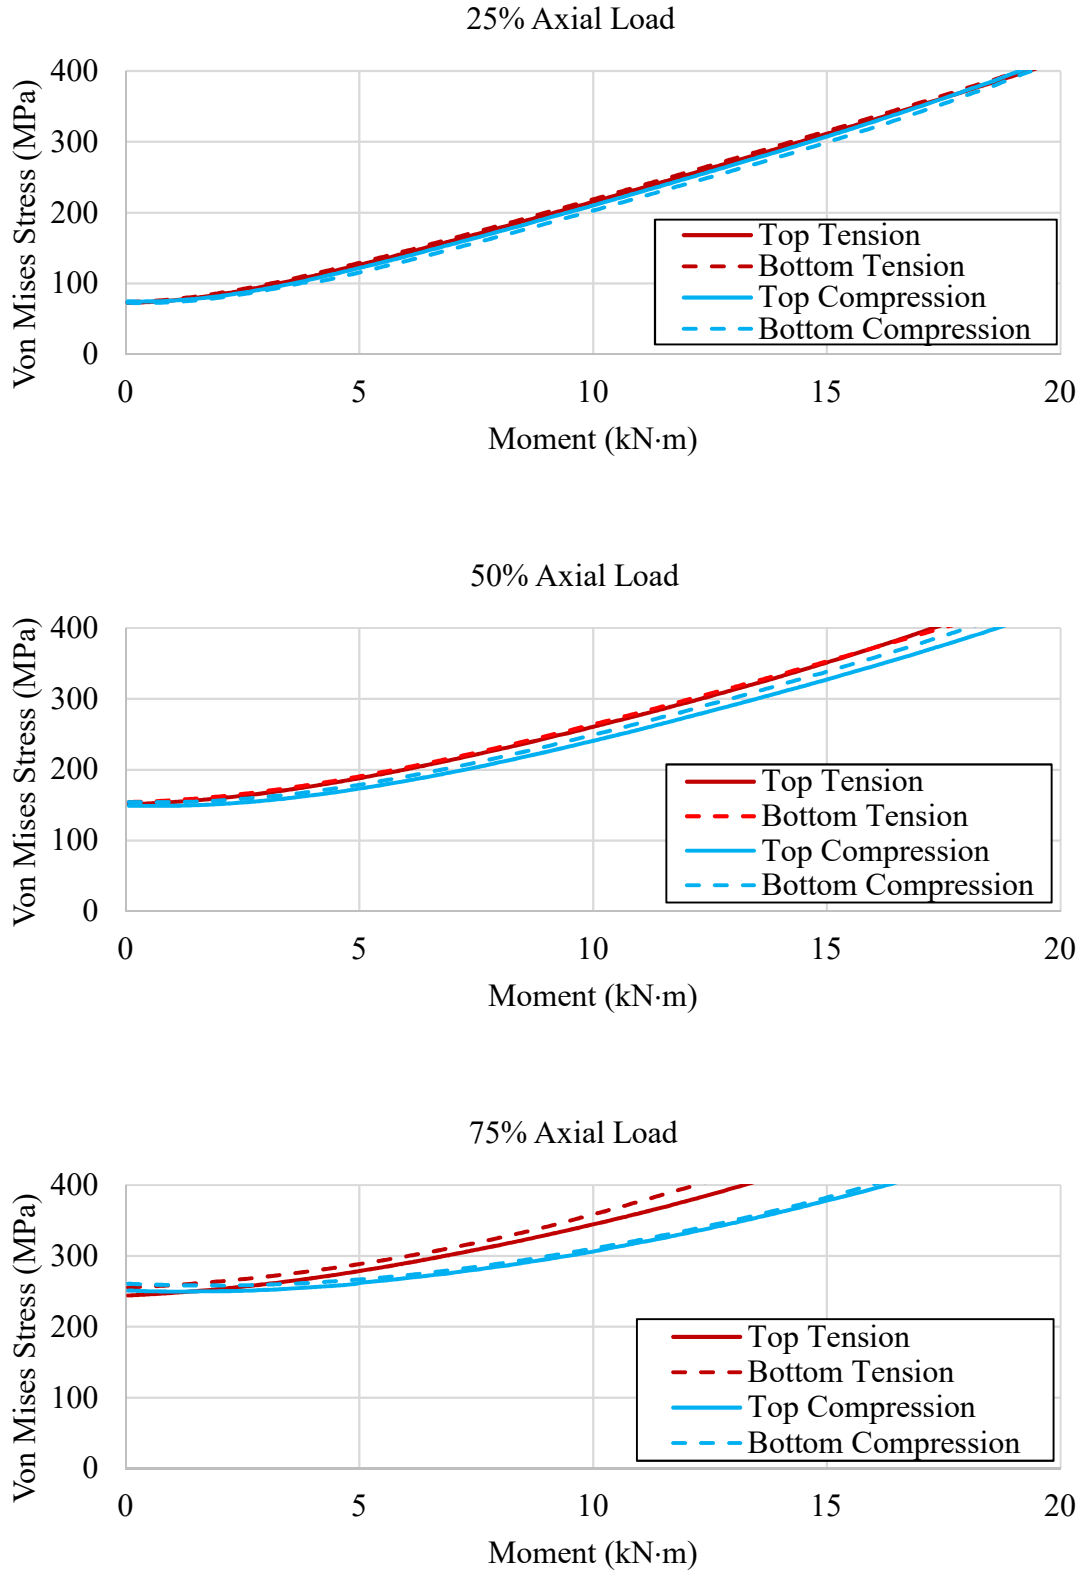 25% Axial Load
Von Mises Stress (MPa)
400
300
200
100
0
Top Tension
Bottom Tension
Top Compression
Bottom Compression
0 5 10 15 20
Moment (kN·m)
50% Axial Load
Von Mises Stress (MPa)
400
300
200
100
0
Top Tension
Bottom Tension
Top Compression
Bottom Compression
0 5 10 15 20
Moment (kN·m)
75% Axial Load
Von Mises Stress (MPa)
400
300
200
100
0
Top Tension
Bottom Tension
Top Compression
Bottom Compression
0 5 10 15 20
Moment (kN·m)